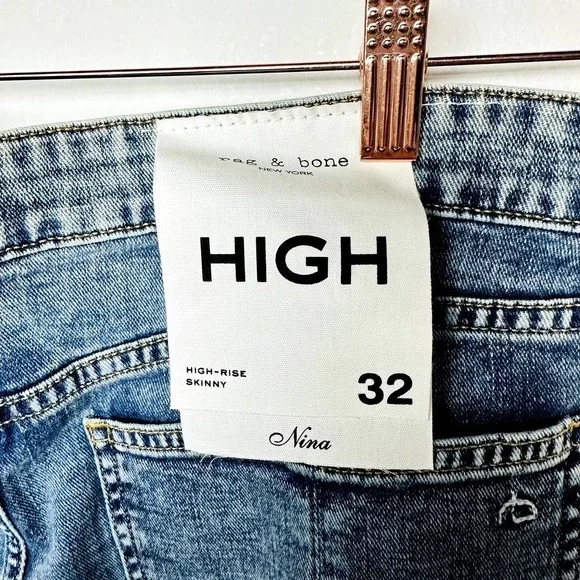 rag & bone
NEW YORK
HIGH
HIGH-RISE
SKINNY
32
Nina